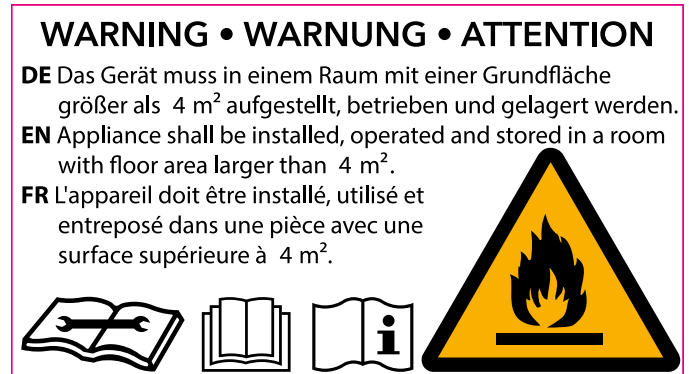 WARNING • WARNUNG • ATTENTION
DE Das Gerät muss in einem Raum mit einer Grundfläche
größer als 4 m² aufgestellt, betrieben und gelagert werden.
EN Appliance shall be installed, operated and stored in a room
with floor area larger than 4 m².
FR L'appareil doit être installé, utilisé et
entreposé dans une pièce avec une
surface supérieure à 4 m².